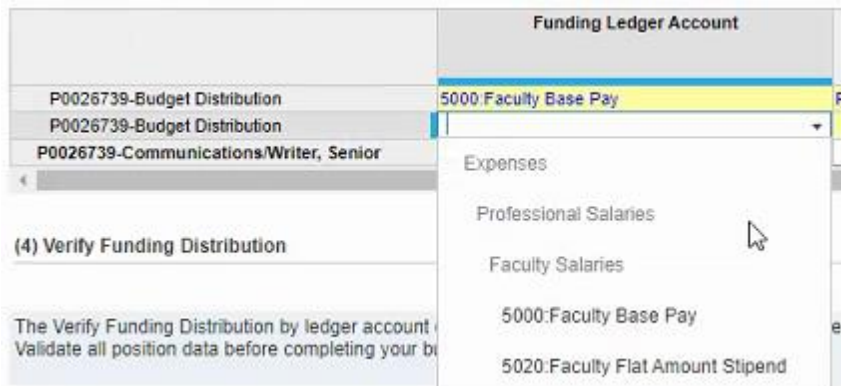 Funding Ledger Account
P0026739-Budget Distribution 5000:Faculty Base Pay
P0026739-Budget Distribution
P0026739-Communications/Writer, Senior
Expenses
Professional Salaries
Faculty Salaries
5000:Faculty Base Pay
5020:Faculty Flat Amount Stipend
(4) Verify Funding Distribution
The Verify Funding Distribution by ledger account
Validate all position data before completing your